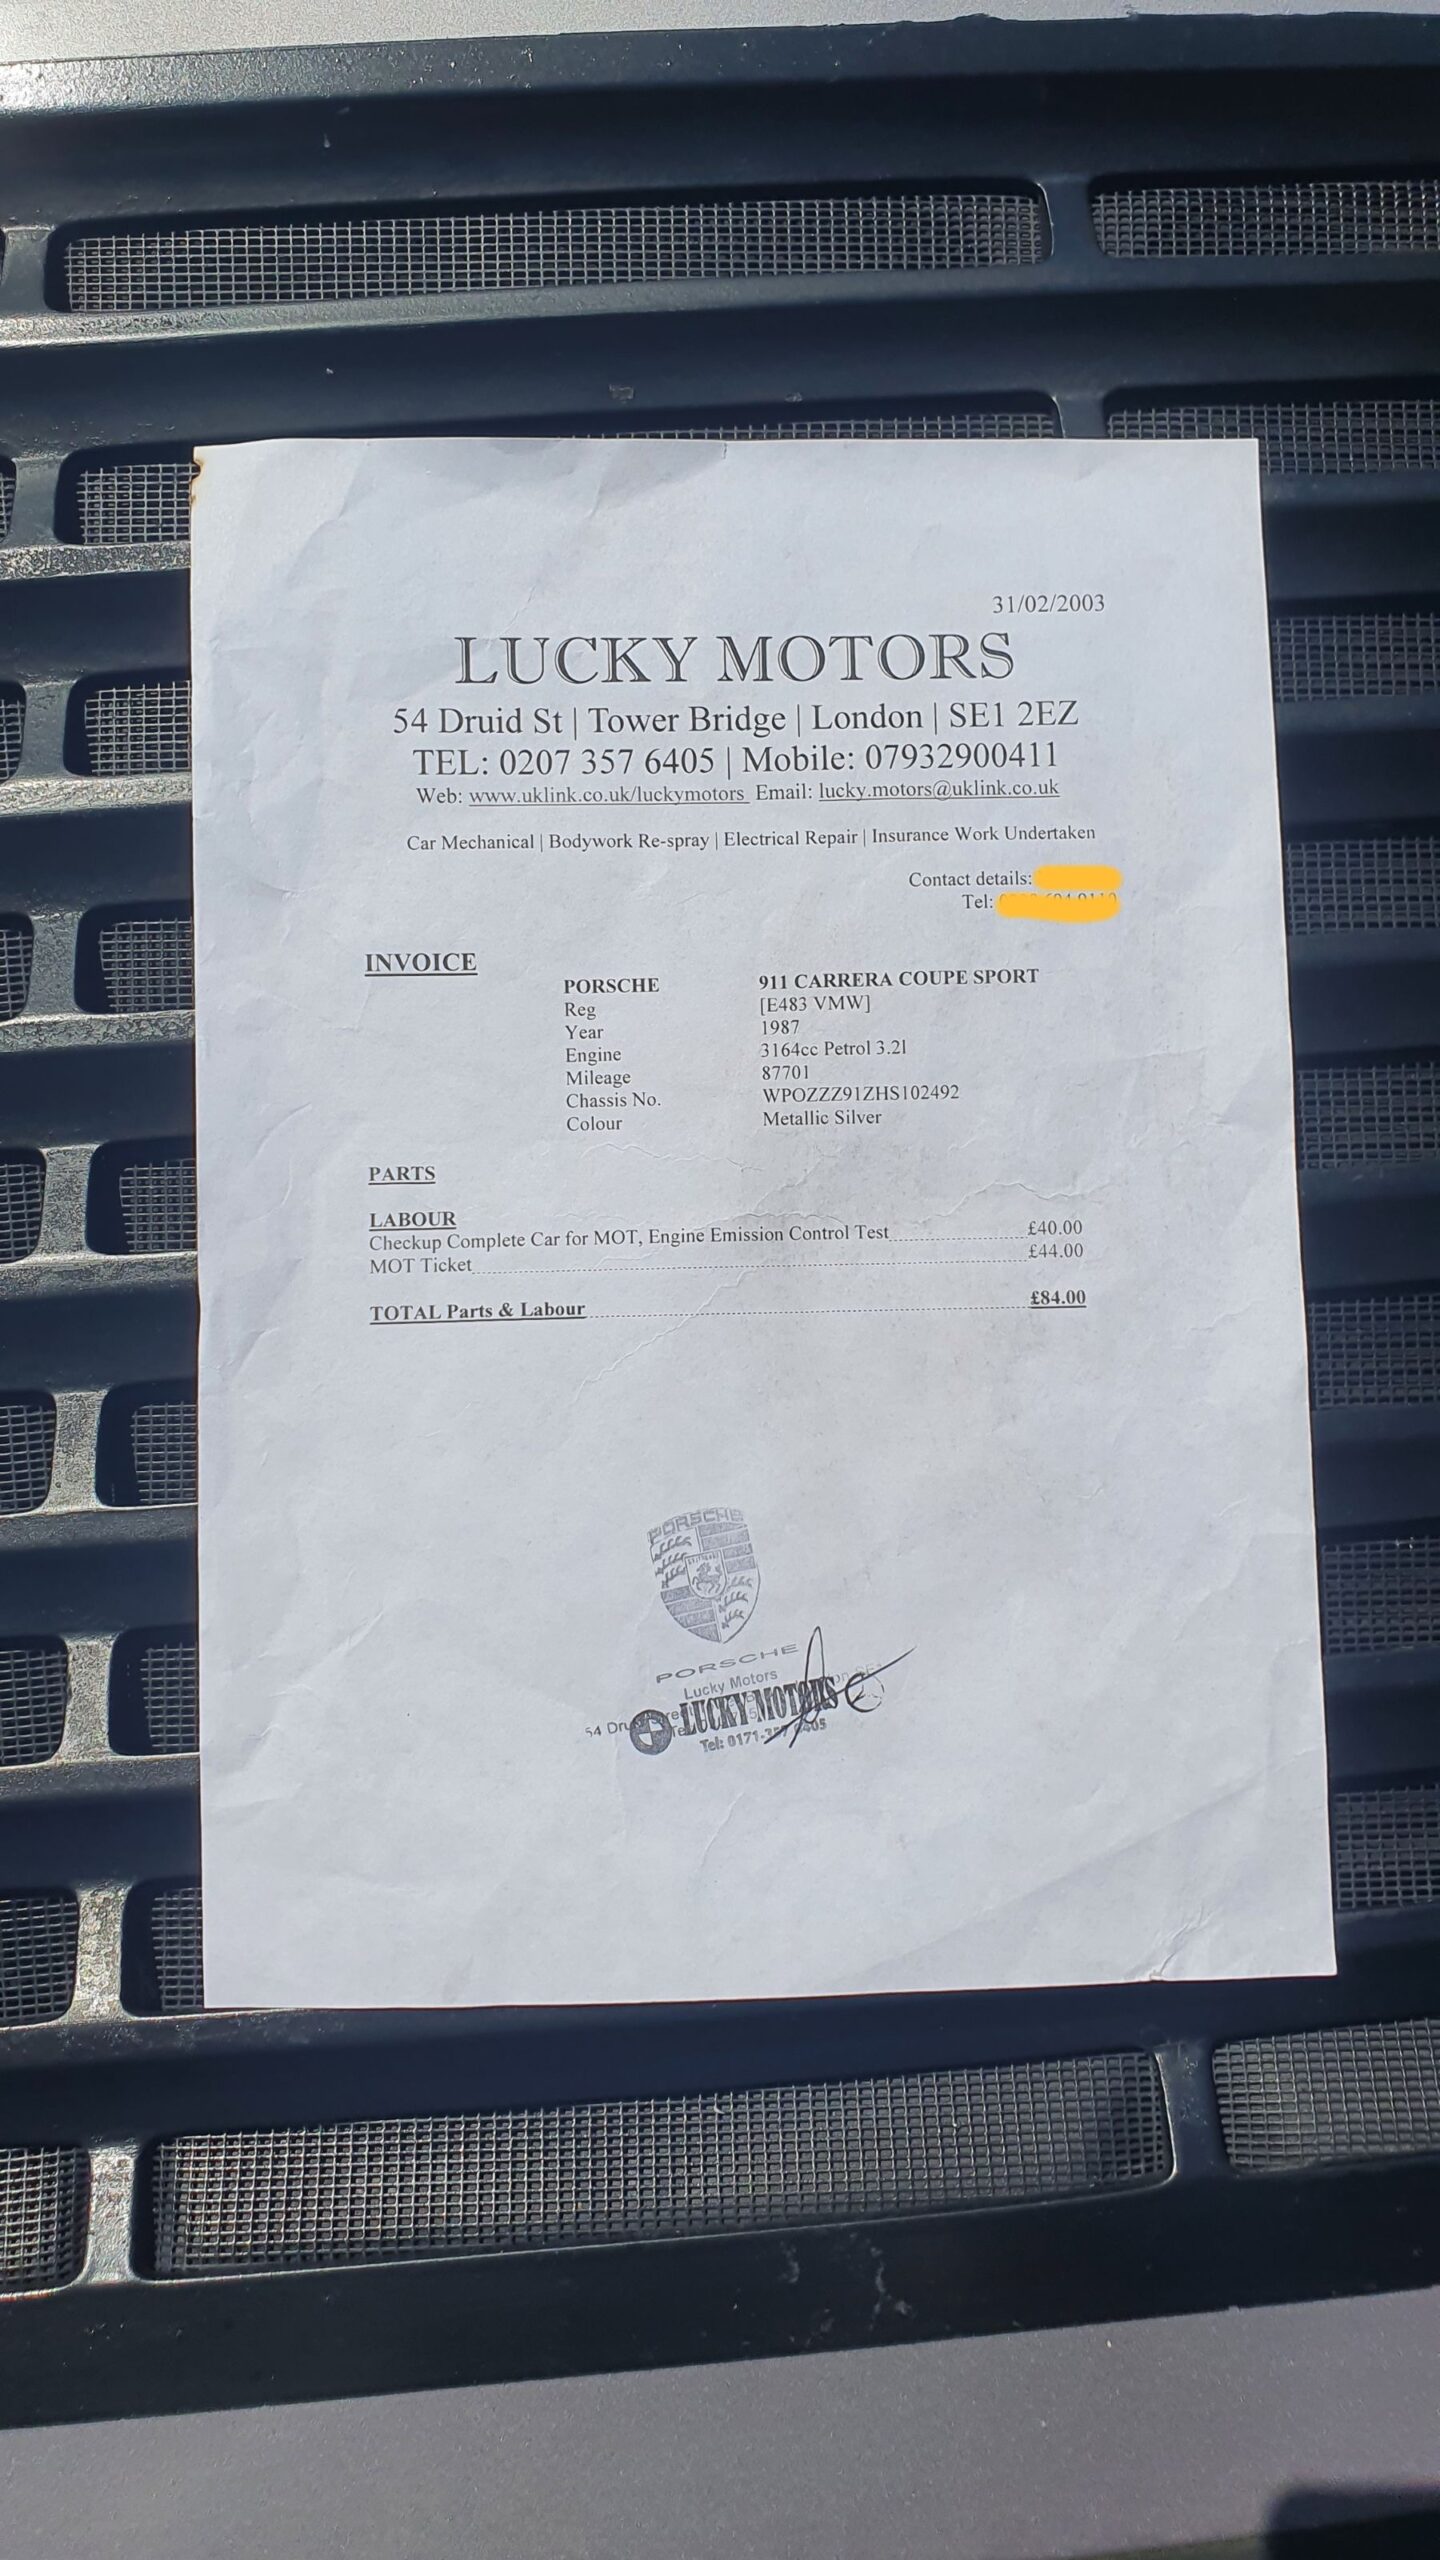 31/02/2003
LUCKY MOTORS
54 Druid St | Tower Bridge | London | SE1 2EZ
TEL: 0207 357 6405 | Mobile: 07932900411
Web: www.uklink.co.uk/luckymotors Email: lucky.motors@uklink.co.uk
Car Mechanical | Bodywork Re-spray | Electrical Repair | Insurance Work Undertaken
Contact details:
Tel:
INVOICE
PORSCHE 911 CARRERA COUPE SPORT
Reg [E483 VMW]
Year 1987
Engine 3164cc Petrol 3.2l
Mileage 87701
Chassis No. WPOZZZ91ZHS102492
Colour Metallic Silver
PARTS
LABOUR
Checkup Complete Car for MOT, Engine Emission Control Test £40.00
MOT Ticket £44.00
TOTAL Parts & Labour £84.00
PORSCHE
PORSCHE
Lucky Motors
54
LUCKY MOTORS
Tel: 0171-357 6405